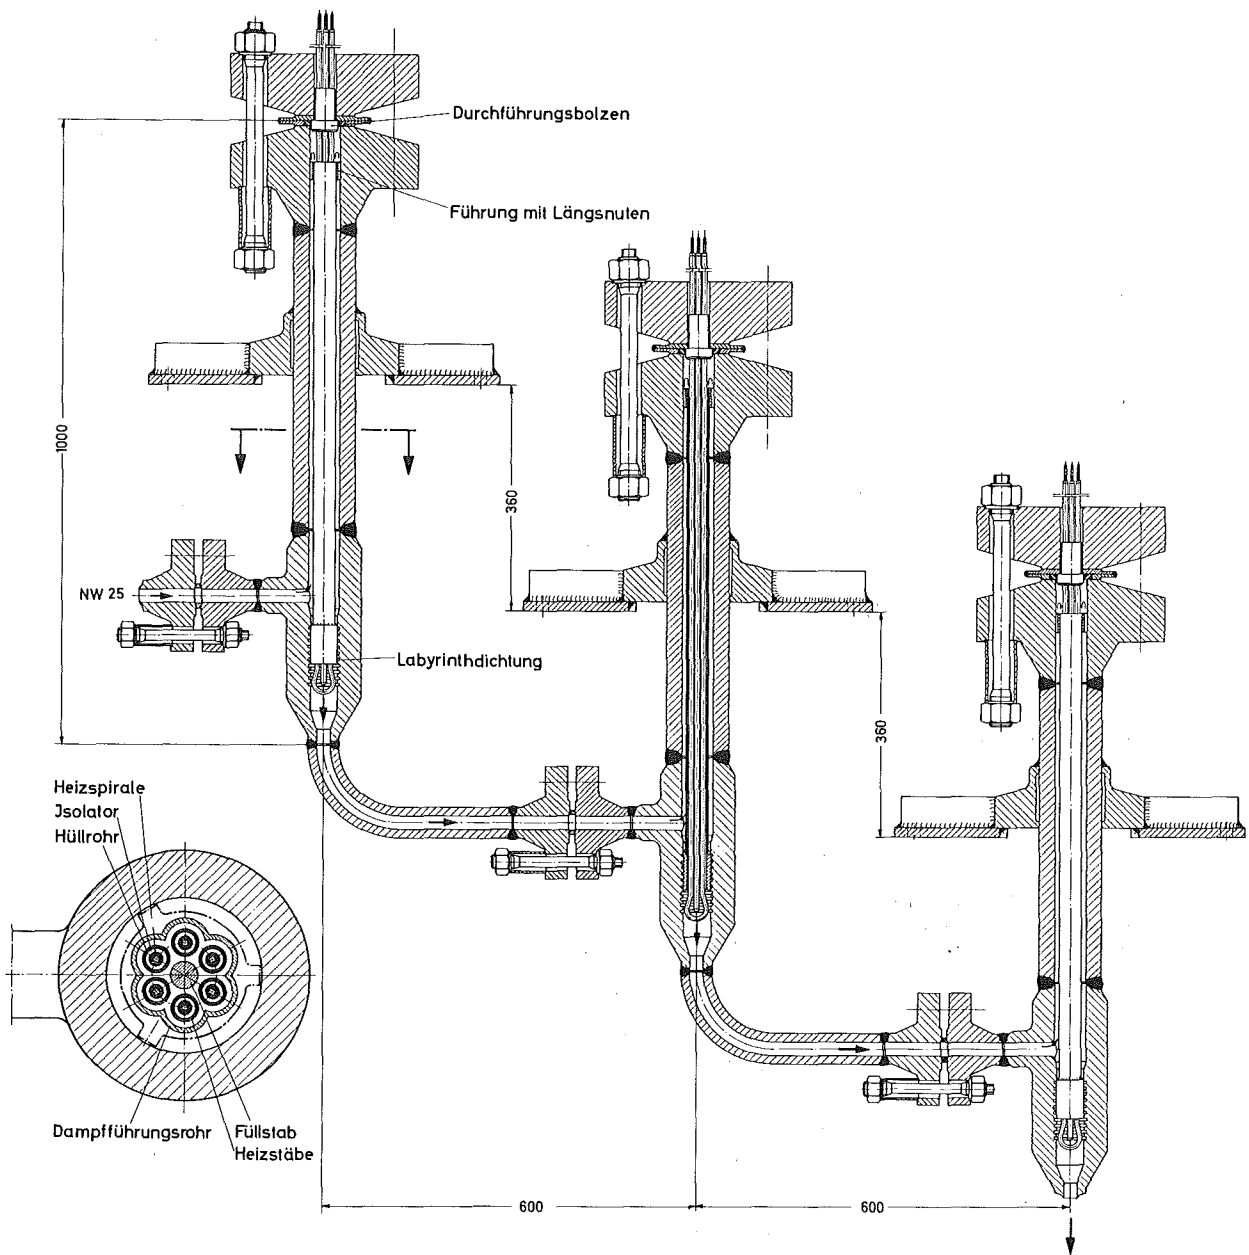 Durchführungsbolzen
Führung mit Längsnuten
1000
360
NW 25
Labyrinthdichtung
360
Heizspirale
Jsolator
Hüllrohr
Dampfführungsrohr
Füllstab
Heizstäbe
600
600